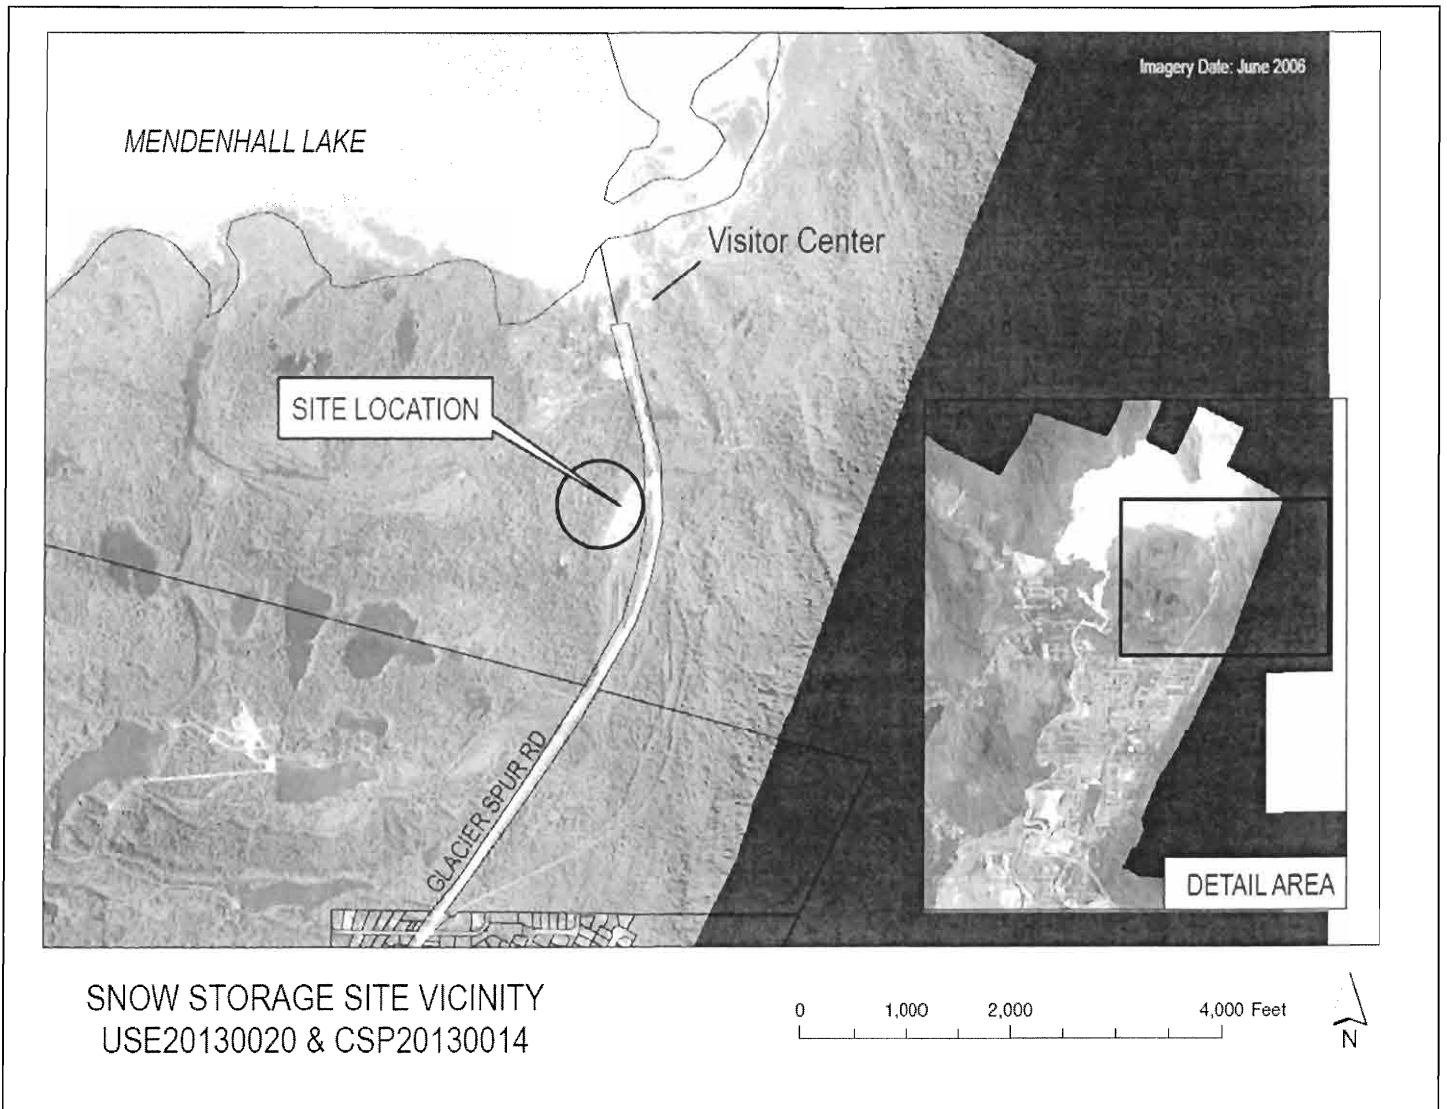 Imagery Date: June 2006
MENDENHALL LAKE
Visitor Center
SITE LOCATION
GLACIER SPUR RD
DETAIL AREA
SNOW STORAGE SITE VICINITY
USE20130020 & CSP20130014
0 1,000 2,000 4,000 Feet
N